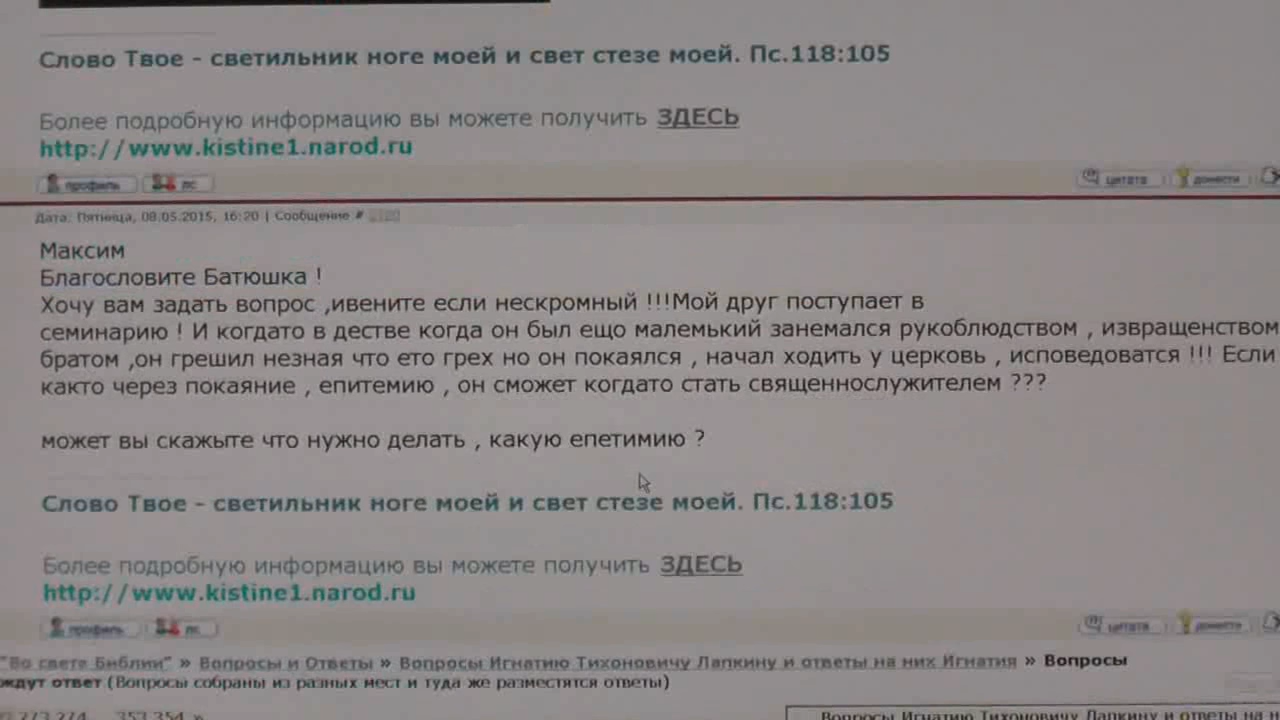 Слово Твое - светильник ноге моей и свет стезе моей. Пс.118:105
Более подробную информацию вы можете получить ЗДЕСЬ
http://www.kistine1.narod.ru
профиль лс цитата донести
Дата: Пятница, 08.05.2015, 16:20 | Сообщение #
Максим
Благословите Батюшка !
Хочу вам задать вопрос ,ивените если нескромный !!!Мой друг поступает в
семинарию ! И когдато в дестве когда он был ещо малемький занемался рукоблюдством , извращенством
братом ,он грешил незная что ето грех но он покаялся , начал ходить у церковь , исповедоватся !!! Если
както через покаяние , епитемию , он сможет когдато стать священнослужителем ???
может вы скажыте что нужно делать , какую епетимию ?
Слово Твое - светильник ноге моей и свет стезе моей. Пс.118:105
Более подробную информацию вы можете получить ЗДЕСЬ
http://www.kistine1.narod.ru
профиль лс цитата донести
"Во свете Библии" » Вопросы и Ответы » Вопросы Игнатию Тихоновичу Лапкину и ответы на них Игнатия » Вопросы
ждут ответ (Вопросы собраны из разных мест и туда же разместятся ответы)
353 354 »
Вопросы Игнатию Тихоновичу Лапкину и ответы на н